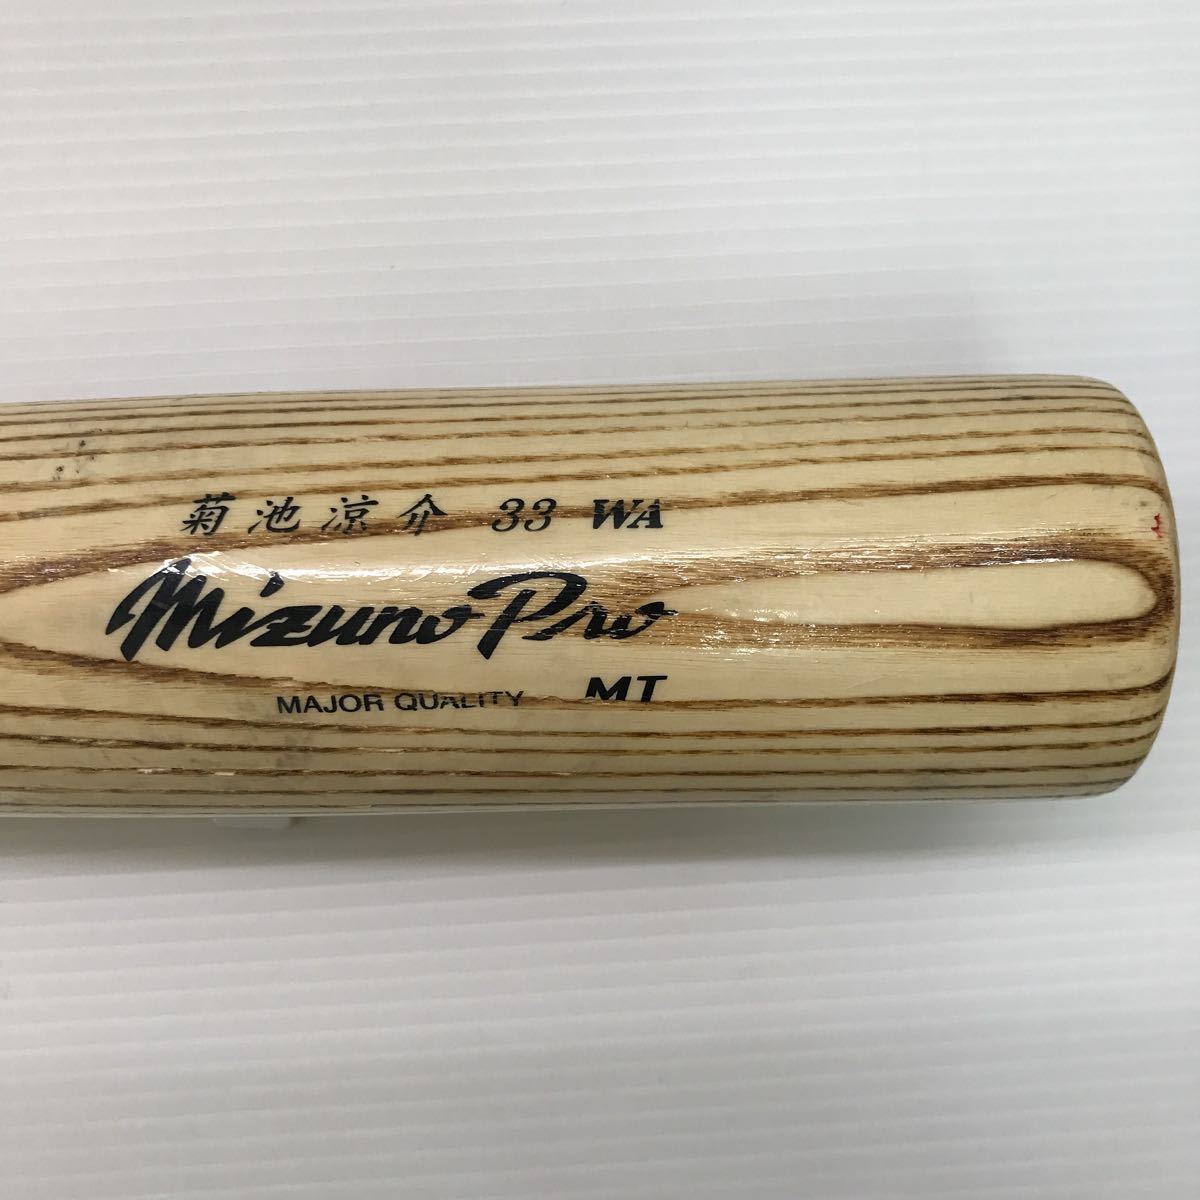 菊池涼介 33 WA
Mizuno Pro
MAJOR QUALITY MT